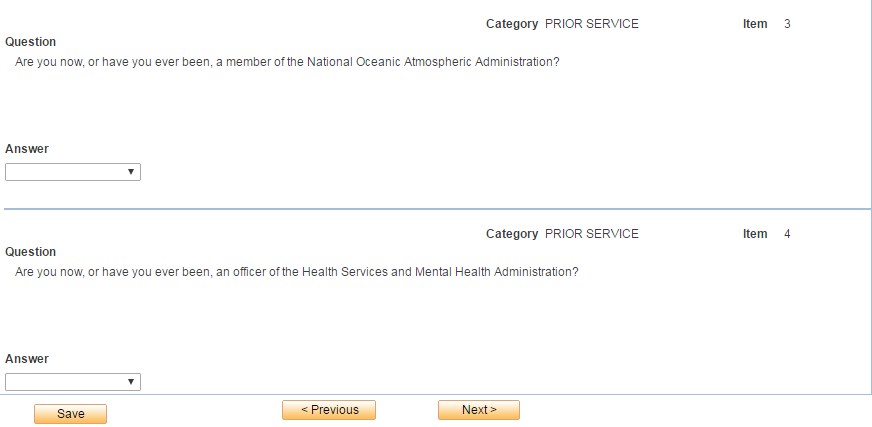 Category PRIOR SERVICE Item 3
Question
Are you now, or have you ever been, a member of the National Oceanic Atmospheric Administration?
Answer
Category PRIOR SERVICE Item 4
Question
Are you now, or have you ever been, an officer of the Health Services and Mental Health Administration?
Answer
Save < Previous Next >